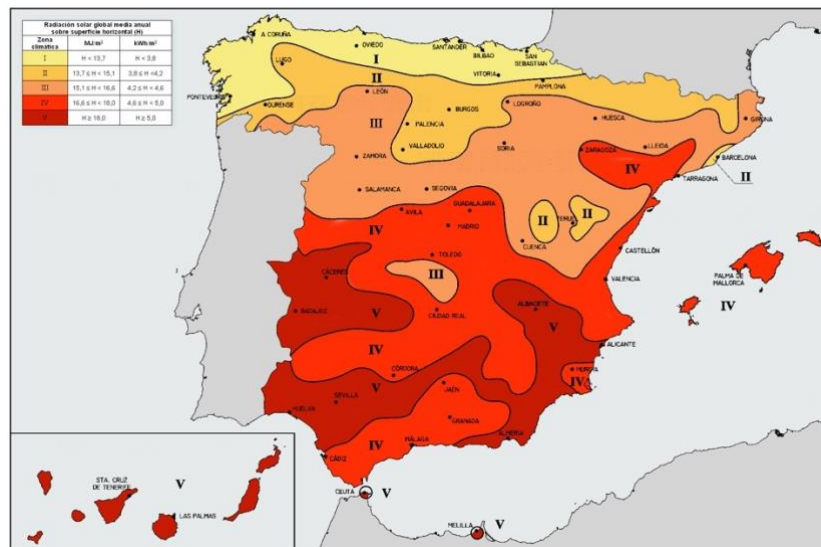 Radiación solar global media anual
sobre superficie horizontal (H)
Zona climática MJ/m² kWh/m²
I H < 13,7 H < 3,8
II 13,7 ≤ H < 15,1 3,8 ≤ H <4,2
III 15,1 ≤ H < 16,6 4,2 ≤ H < 4,6
IV 16,6 ≤ H < 18,0 4,6 ≤ H < 5,0
V H ≥ 18,0 H ≥ 5,0
A CORUÑA
OVIEDO
SANTANDER
BILBAO
SAN SEBASTIAN
I
LUGO
VITORIA
II
PAMPLONA
LEÓN
PONTEVEDRA
OURENSE
BURGOS
LOGROÑO
HUESCA
GIRONA
III
PALENCIA
VALLADOLID
SORIA
ZARAGOZA
LLEIDA
BARCELONA
ZAMORA
IV
TARRAGONA
II
SALAMANCA
SEGOVIA
AVILA
GUADALAJARA
II
II
TERUEL
IV
MADRID
CUENCA
CASTELLÓN
TOLEDO
PALMA DE MALLORCA
CÁCERES
III
VALENCIA
IV
BADAJOZ
V
CIUDAD REAL
ALBACETE
V
IV
ALICANTE
CÓRDOBA
MURCIA
IV
V
JAÉN
SEVILLA
HUELVA
GRANADA
ALMERÍA
IV
MÁLAGA
CÁDIZ
STA. CRUZ DE TENERIFE
V
LAS PALMAS
CEUTA
V
MELILLA
V